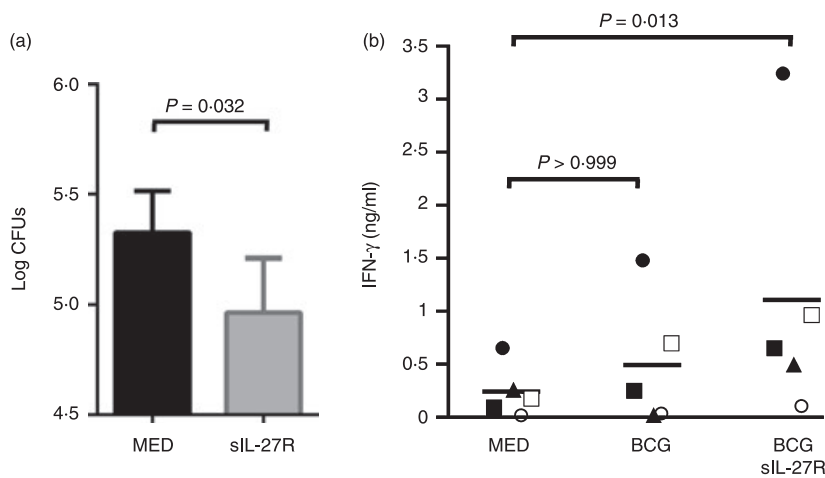 (a)
6·0
5·5
5·0
4·5
Log CFUs
P = 0·032
MED
sIL-27R
(b)
P = 0·013
3·5
3
2·5
2
1·5
1
0·5
0
IFN-γ (ng/ml)
P > 0·999
MED
BCG
BCG
sIL-27R